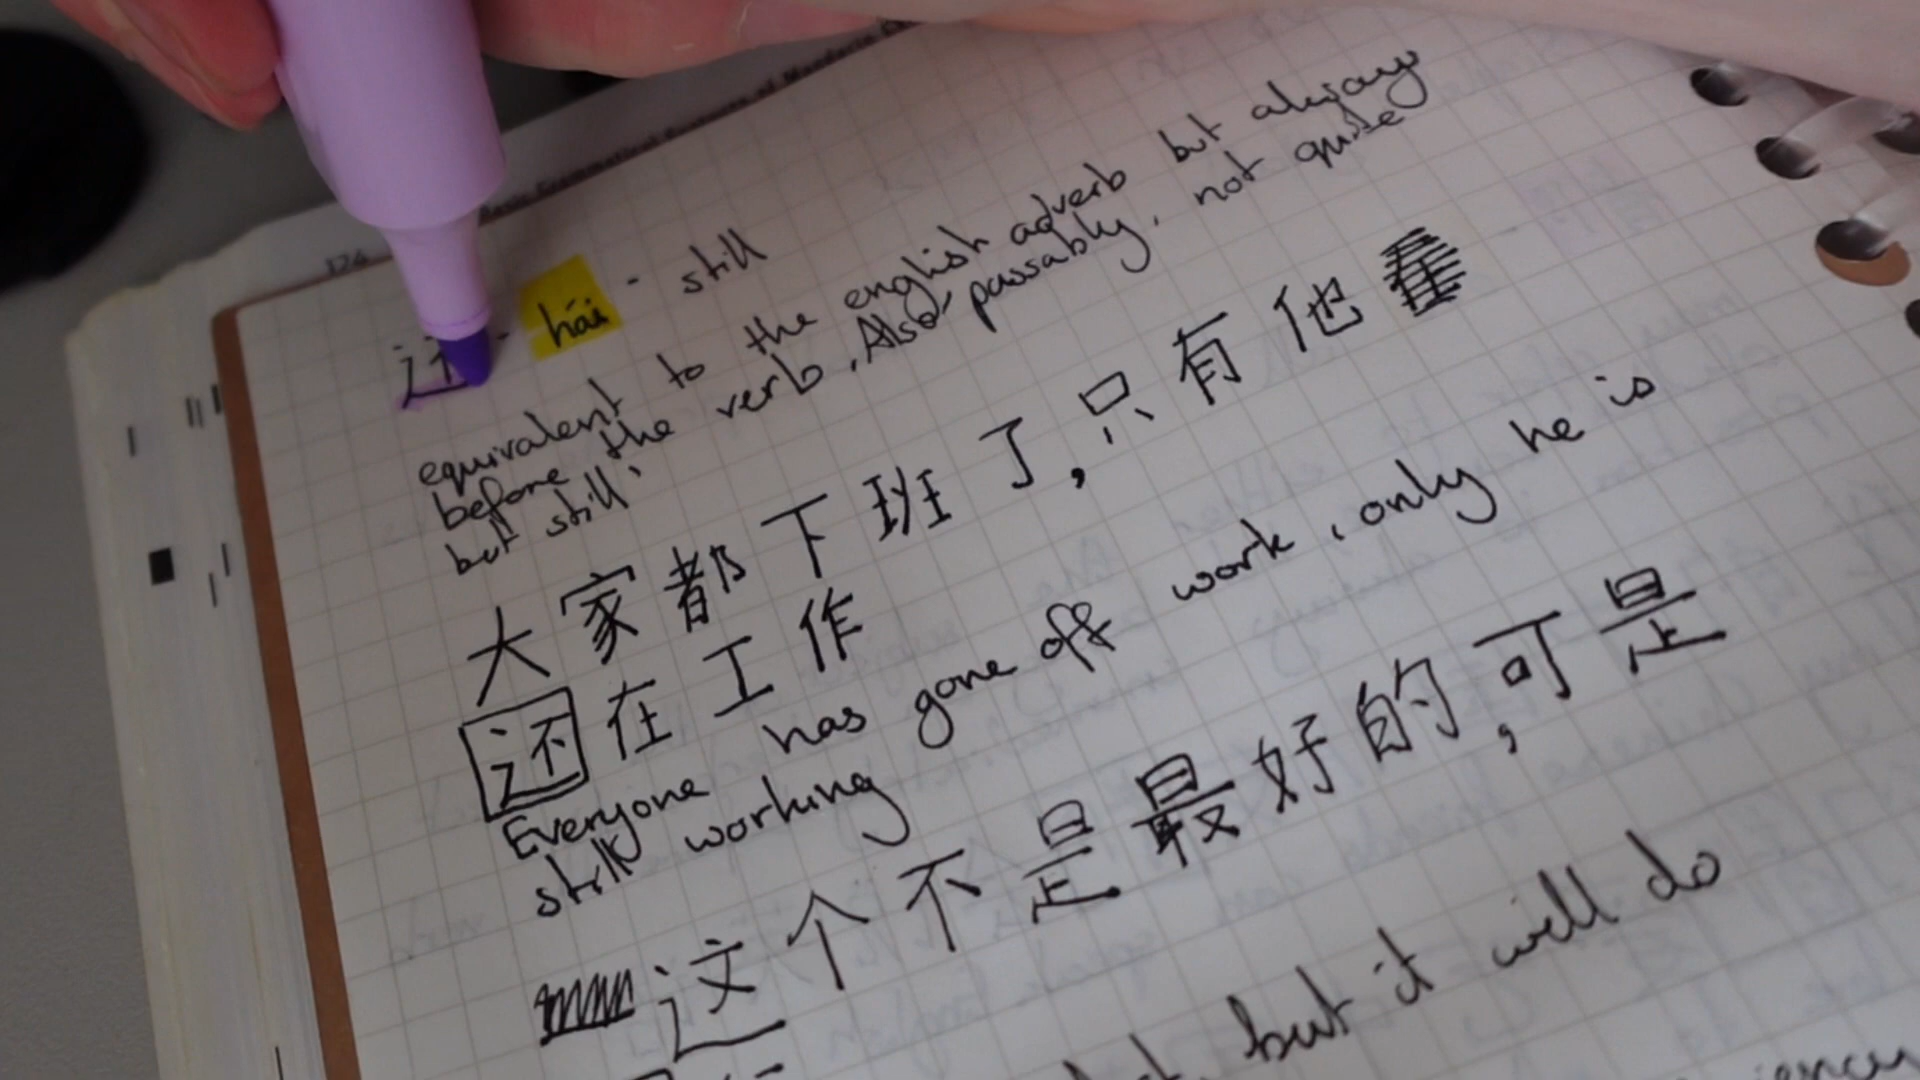 还 - hái - still
equivalent to the english adverb but always
before the verb. Also, passably, not quite
but still
大家都下班了,只有他
还在工作
Everyone has gone off work, only he is
still working
这个不是最好的,可是
but it will do